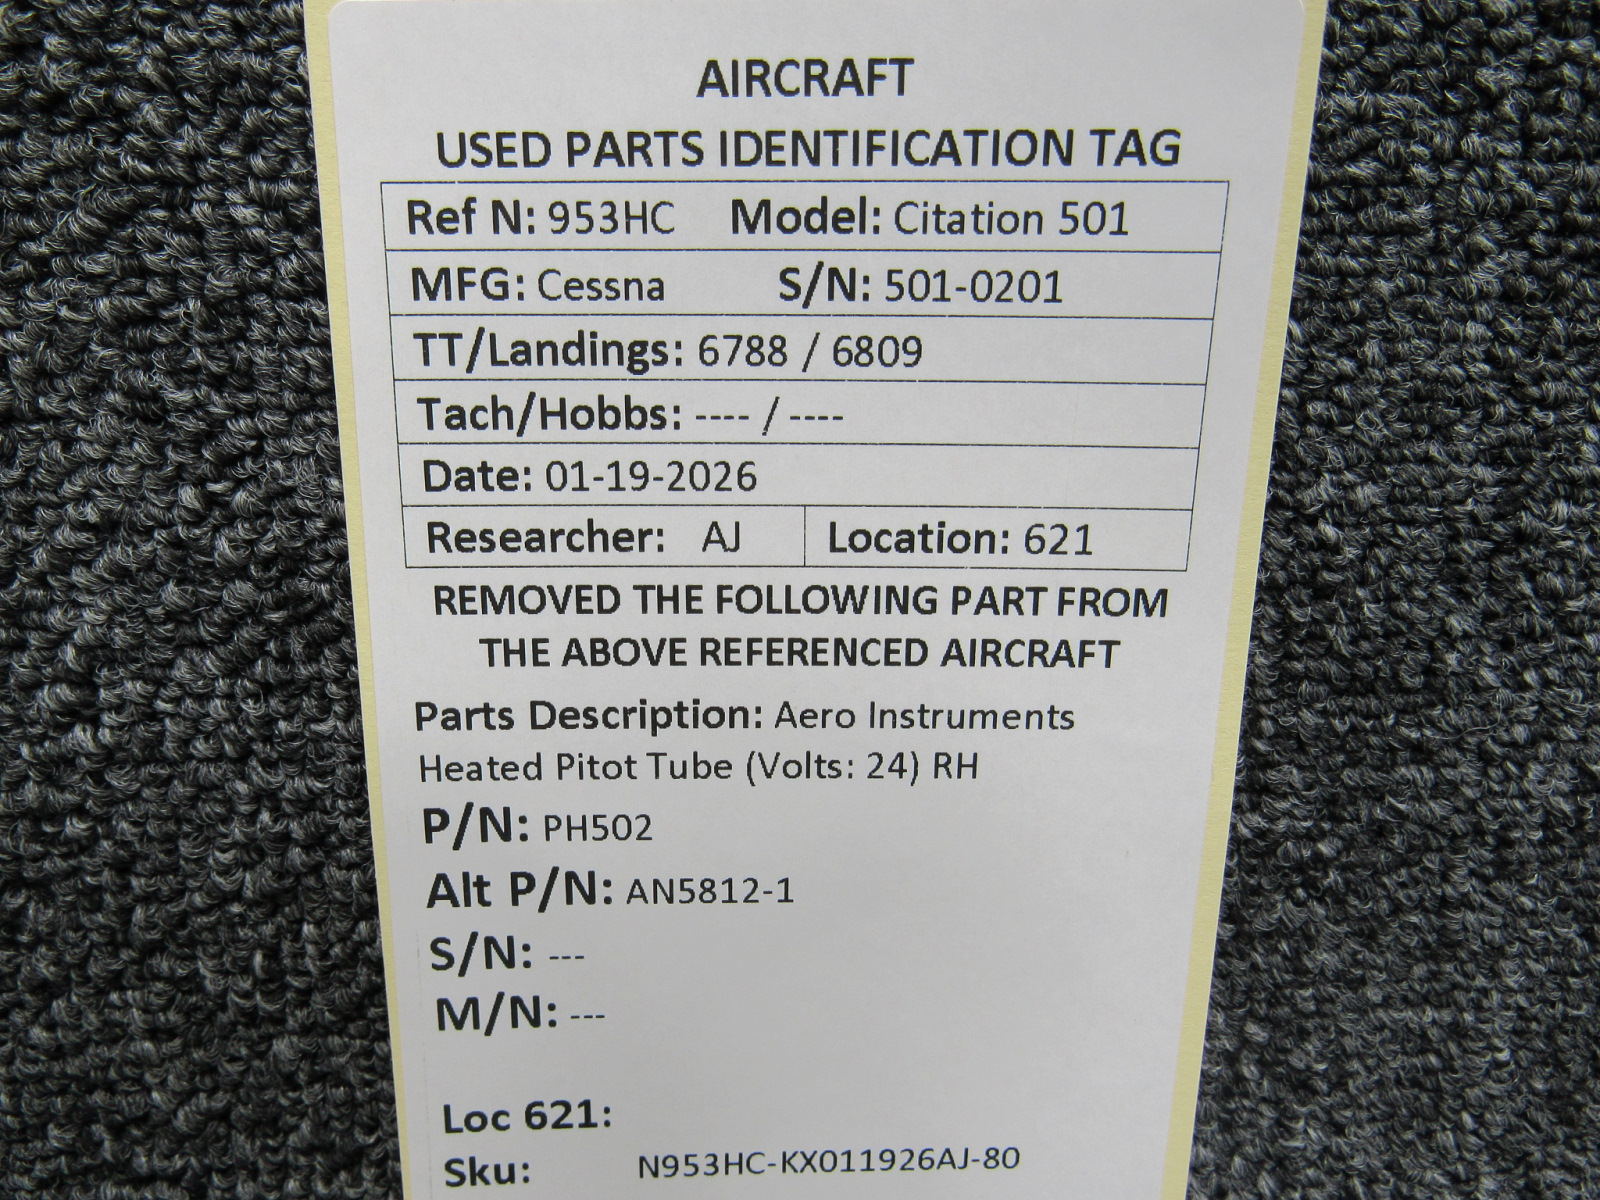 AIRCRAFT
USED PARTS IDENTIFICATION TAG
Ref N: 953HC Model: Citation 501
MFG: Cessna S/N: 501-0201
TT/Landings: 6788 / 6809
Tach/Hobbs: ---- / ----
Date: 01-19-2026
Researcher: AJ Location: 621
REMOVED THE FOLLOWING PART FROM
THE ABOVE REFERENCED AIRCRAFT
Parts Description: Aero Instruments
Heated Pitot Tube (Volts: 24) RH
P/N: PH502
Alt P/N: AN5812-1
S/N: ---
M/N: ---
Loc 621:
Sku: N953HC-KX011926AJ-80